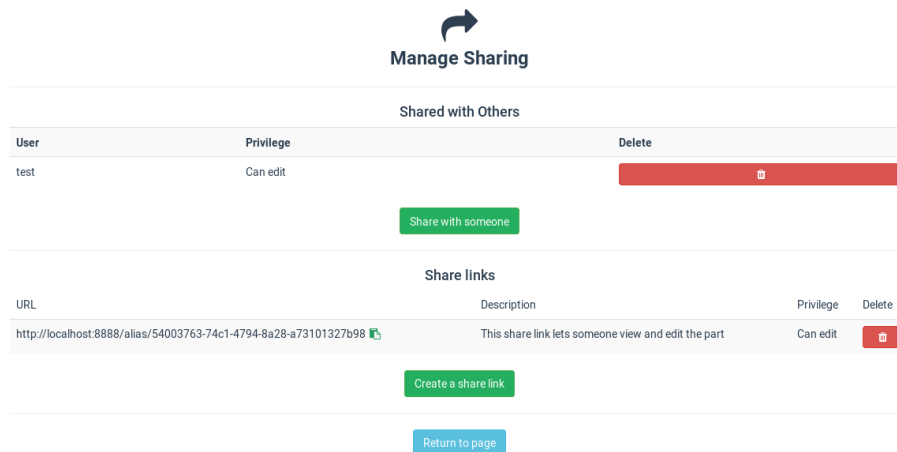 Manage Sharing
Shared with Others
User Privilege Delete
test Can edit
Share with someone
Share links
URL Description Privilege Delete
http://localhost:8888/alias/54003763-74c1-4794-8a28-a73101327b98 This share link lets someone view and edit the part Can edit
Create a share link
Return to page